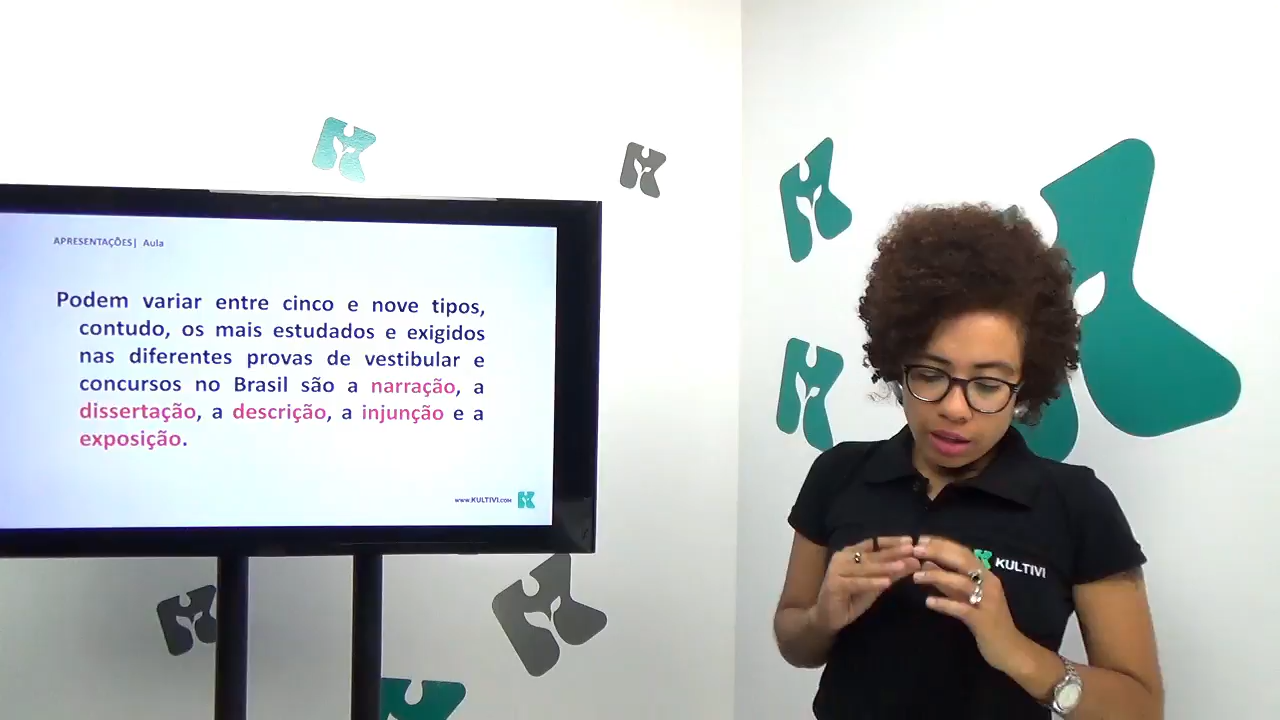 APRESENTAÇÕES| Aula
Podem variar entre cinco e nove tipos,
contudo, os mais estudados e exigidos
nas diferentes provas de vestibular e
concursos no Brasil são a narração, a
dissertação, a descrição, a injunção e a
exposição.
www.KULTIVI.COM
KULTIVI